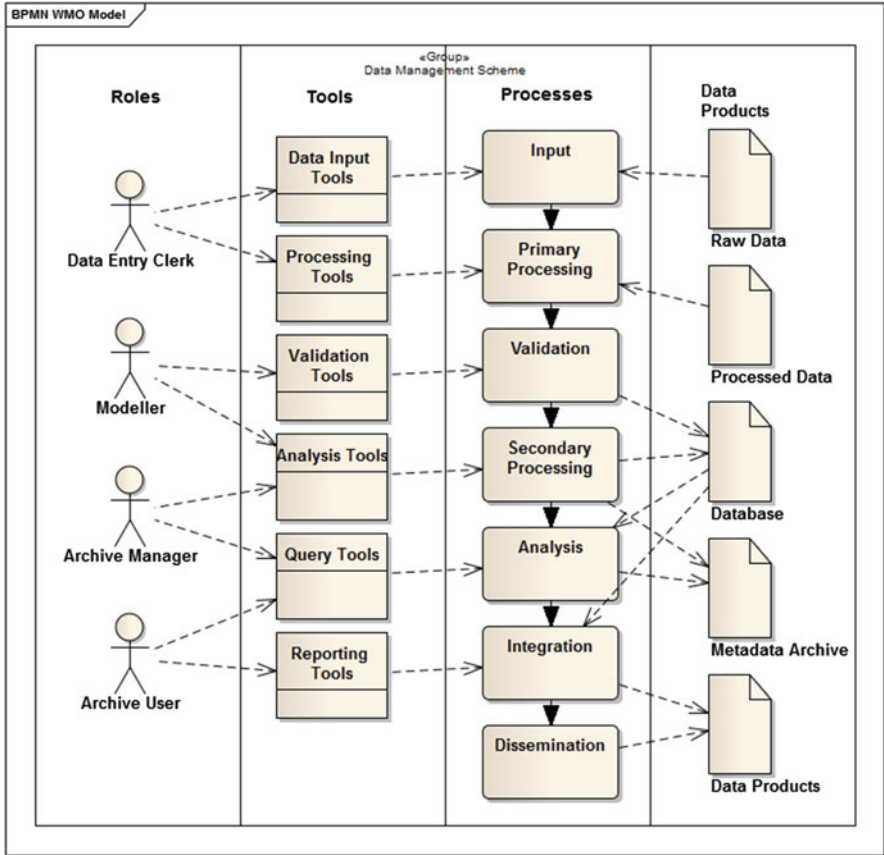 BPMN WMO Model
«Group»
Data Management Scheme
Roles
Tools
Processes
Data
Products
Data Entry Clerk
Modeller
Archive Manager
Archive User
Data Input
Tools
Processing
Tools
Validation
Tools
Analysis Tools
Query Tools
Reporting
Tools
Input
Primary
Processing
Validation
Secondary
Processing
Analysis
Integration
Dissemination
Raw Data
Processed Data
Database
Metadata Archive
Data Products